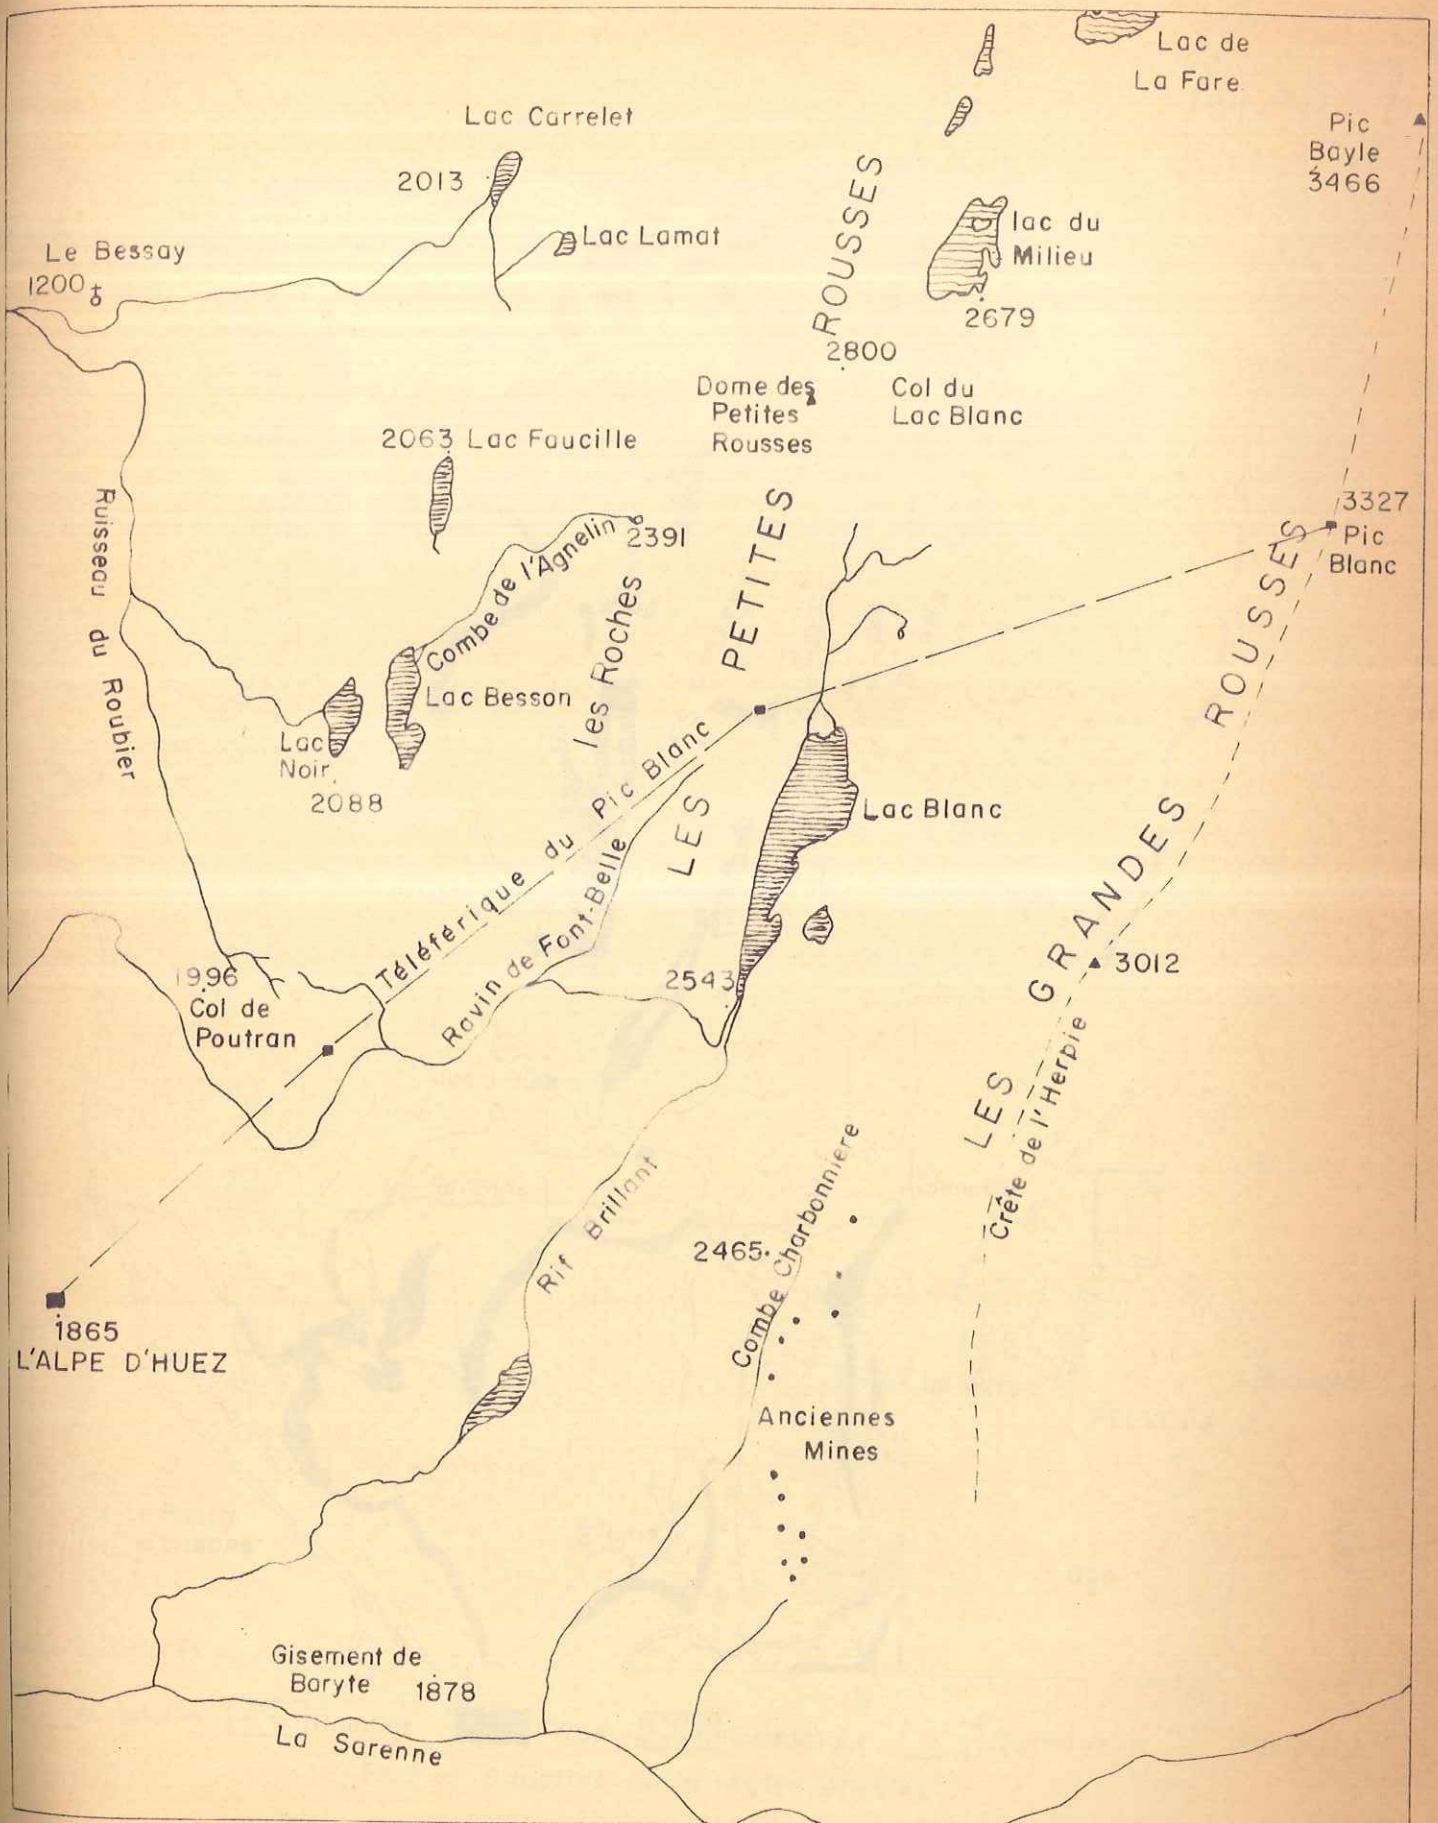 Lac de
La Fare
Lac Carrelet
Pic
Bayle
3466
2013
ROUSSES
lac du
Milieu
Lac Lamat
Le Bessay
1200
2679
2800
Dome des
Petites
Rousses
Col du
Lac Blanc
2063 Lac Faucille
Ruisseau du Roubier
3327
Pic
Blanc
2391
Combe de l'Agnelin
les Roches
PETITES
ROUSSES
Lac Besson
Lac
Noir
2088
Téléférique du Pic Blanc
LES
Lac Blanc
Ravin de Font-Belle
GRANDES
1996
Col de
Poutran
2543
3012
LES
Crête de l'Herpie
Rif Brillant
Combe Charbonniere
2465
1865
L'ALPE D'HUEZ
Anciennes
Mines
Gisement de
Baryte 1878
La Sarenne